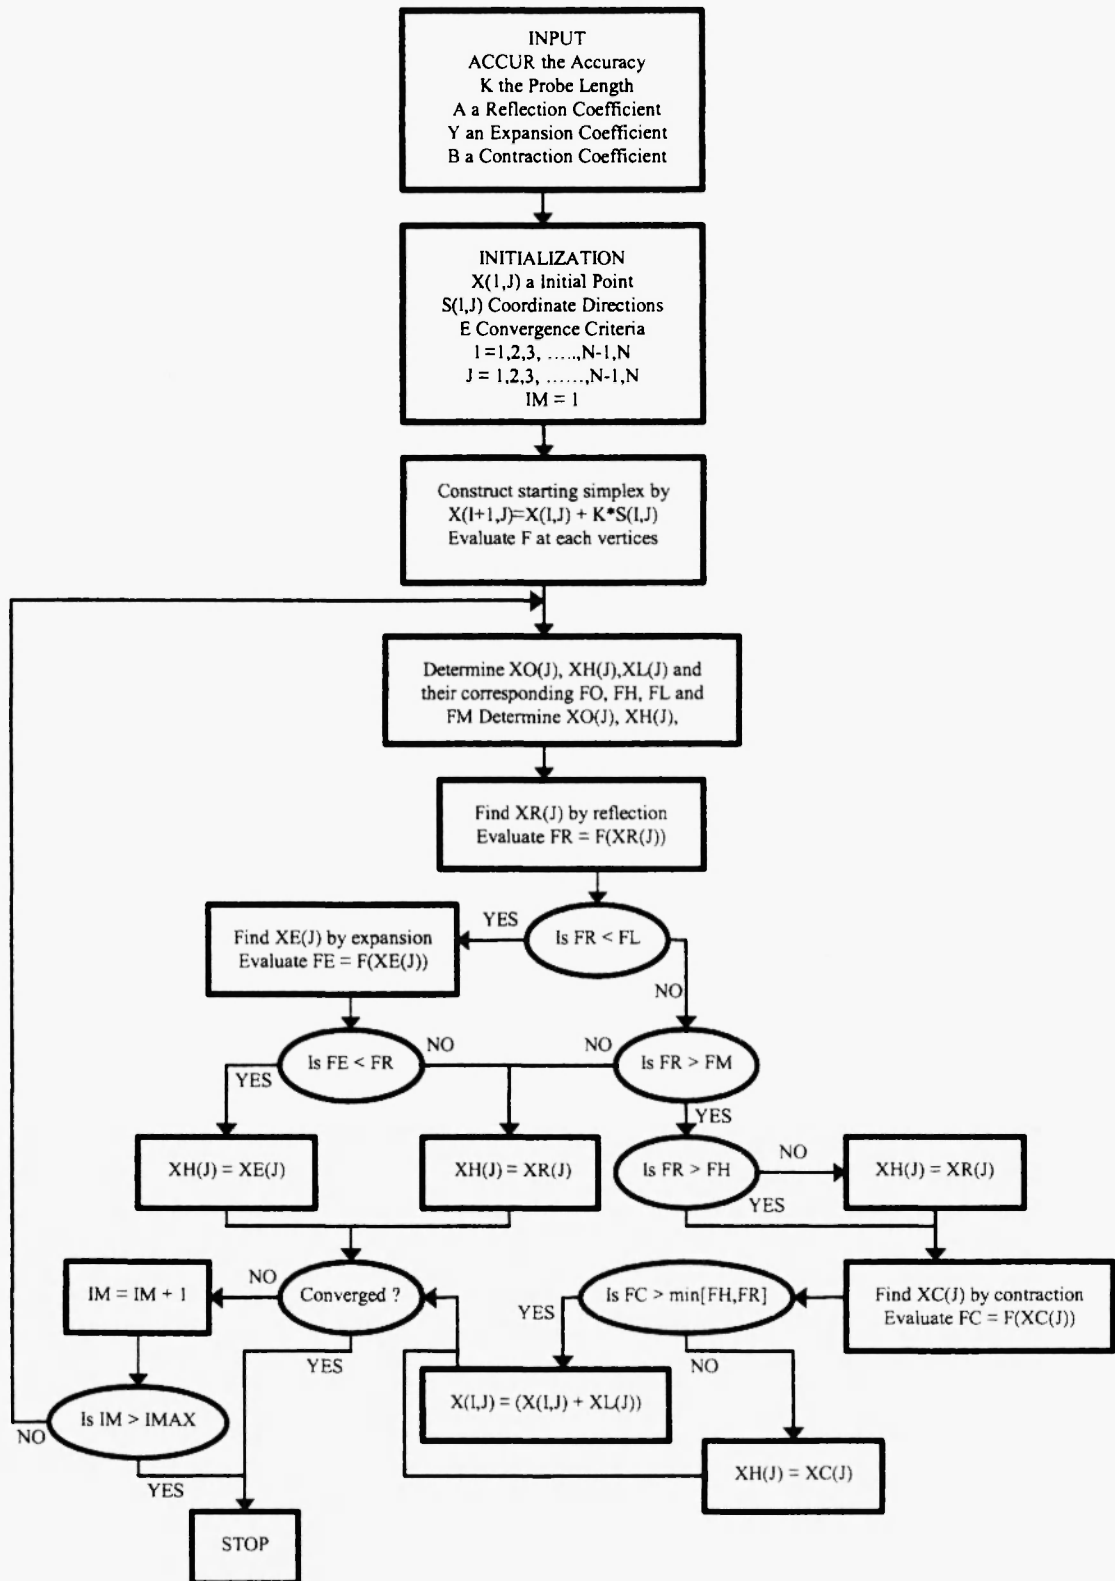 INPUT
ACCUR the Accuracy
K the Probe Length
A a Reflection Coefficient
Y an Expansion Coefficient
B a Contraction Coefficient
INITIALIZATION
X(1,J) a Initial Point
S(I,J) Coordinate Directions
E Convergence Criteria
I =1,2,3, .....,N-1,N
J = 1,2,3, ......,N-1,N
IM = 1
Construct starting simplex by
X(I+1,J)=X(I,J) + K*S(I,J)
Evaluate F at each vertices
Determine XO(J), XH(J),XL(J) and
their corresponding FO, FH, FL and
FM Determine XO(J), XH(J),
Find XR(J) by reflection
Evaluate FR = F(XR(J))
Is FR < FL
YES
NO
Find XE(J) by expansion
Evaluate FE = F(XE(J))
Is FE < FR
NO
YES
NO
Is FR > FM
YES
XH(J) = XE(J)
XH(J) = XR(J)
Is FR > FH
NO
YES
XH(J) = XR(J)
IM = IM + 1
NO
Converged ?
YES
Is FC > min[FH,FR]
YES
NO
Find XC(J) by contraction
Evaluate FC = F(XC(J))
X(I,J) = (X(I,J) + XL(J))
Is IM > IMAX
NO
YES
XH(J) = XC(J)
STOP